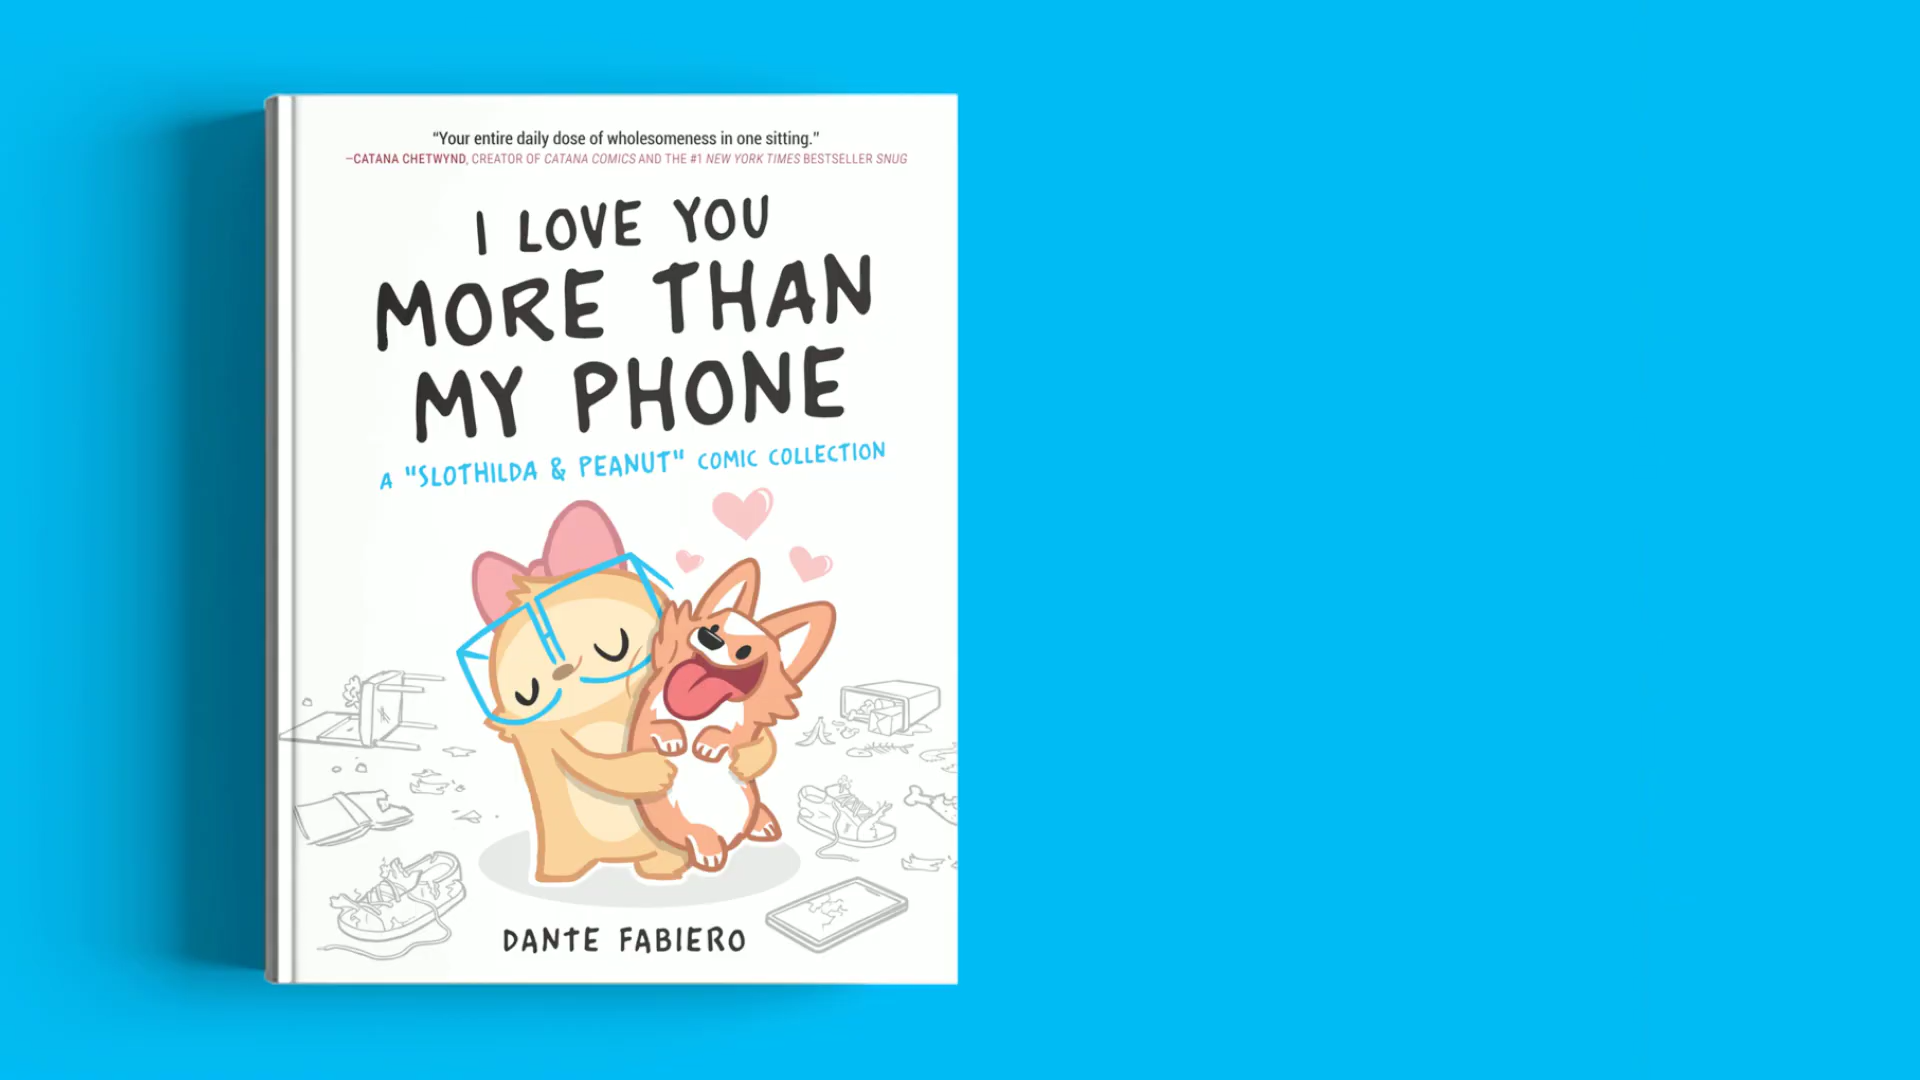 “Your entire daily dose of wholesomeness in one sitting.”
–CATANA CHETWYND, CREATOR OF CATANA COMICS AND THE #1 NEW YORK TIMES BESTSELLER SNUG
I LOVE YOU
MORE THAN
MY PHONE
A "SLOTHILDA & PEANUT" COMIC COLLECTION
DANTE FABIERO